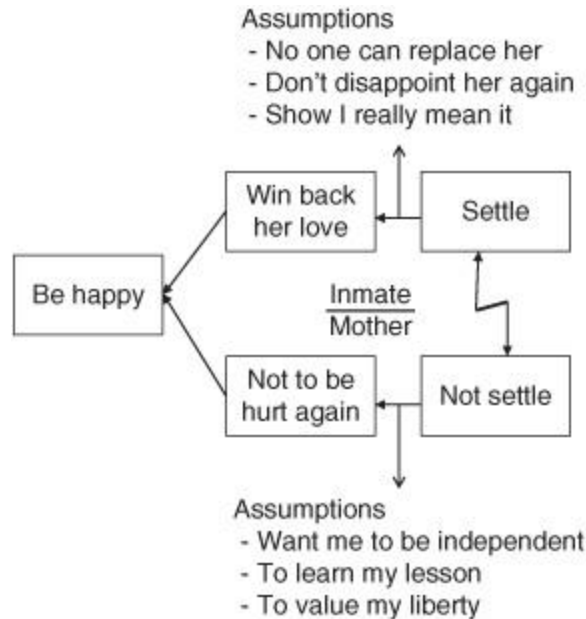 Assumptions
- No one can replace her
- Don't disappoint her again
- Show I really mean it
Win back
her love
Settle
Be happy
Inmate
Mother
Not to be
hurt again
Not settle
Assumptions
- Want me to be independent
- To learn my lesson
- To value my liberty